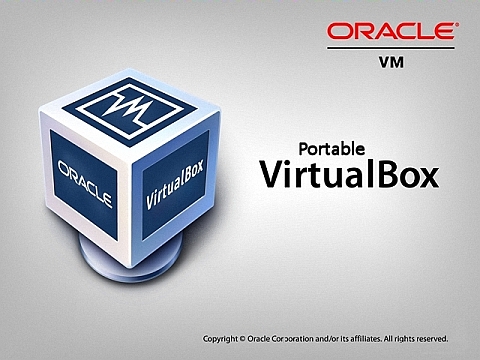 ORACLE®
VM
Portable
VirtualBox
ORACLE
VirtualBox
Copyright © Oracle Corporation and/or its affiliates. All rights reserved.